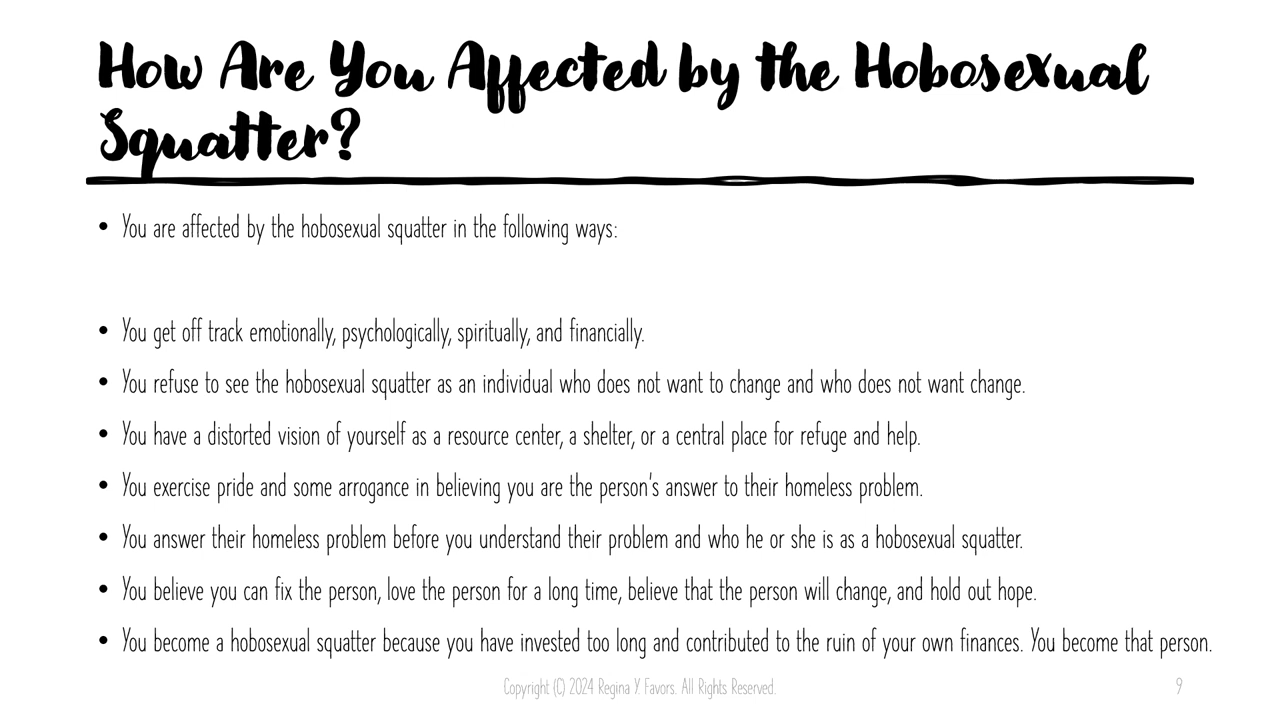 How Are You Affected by the Hobosexual
Squatter?
• You are affected by the hobosexual squatter in the following ways:
• You get off track emotionally, psychologically, spiritually, and financially.
• You refuse to see the hobosexual squatter as an individual who does not want to change and who does not want change.
• You have a distorted vision of yourself as a resource center, a shelter, or a central place for refuge and help.
• You exercise pride and some arrogance in believing you are the person's answer to their homeless problem.
• You answer their homeless problem before you understand their problem and who he or she is as a hobosexual squatter.
• You believe you can fix the person, love the person for a long time, believe that the person will change, and hold out hope.
• You become a hobosexual squatter because you have invested too long and contributed to the ruin of your own finances. You become that person.
Copyright (C) 2024 Regina Y. Favors. All Rights Reserved.
9